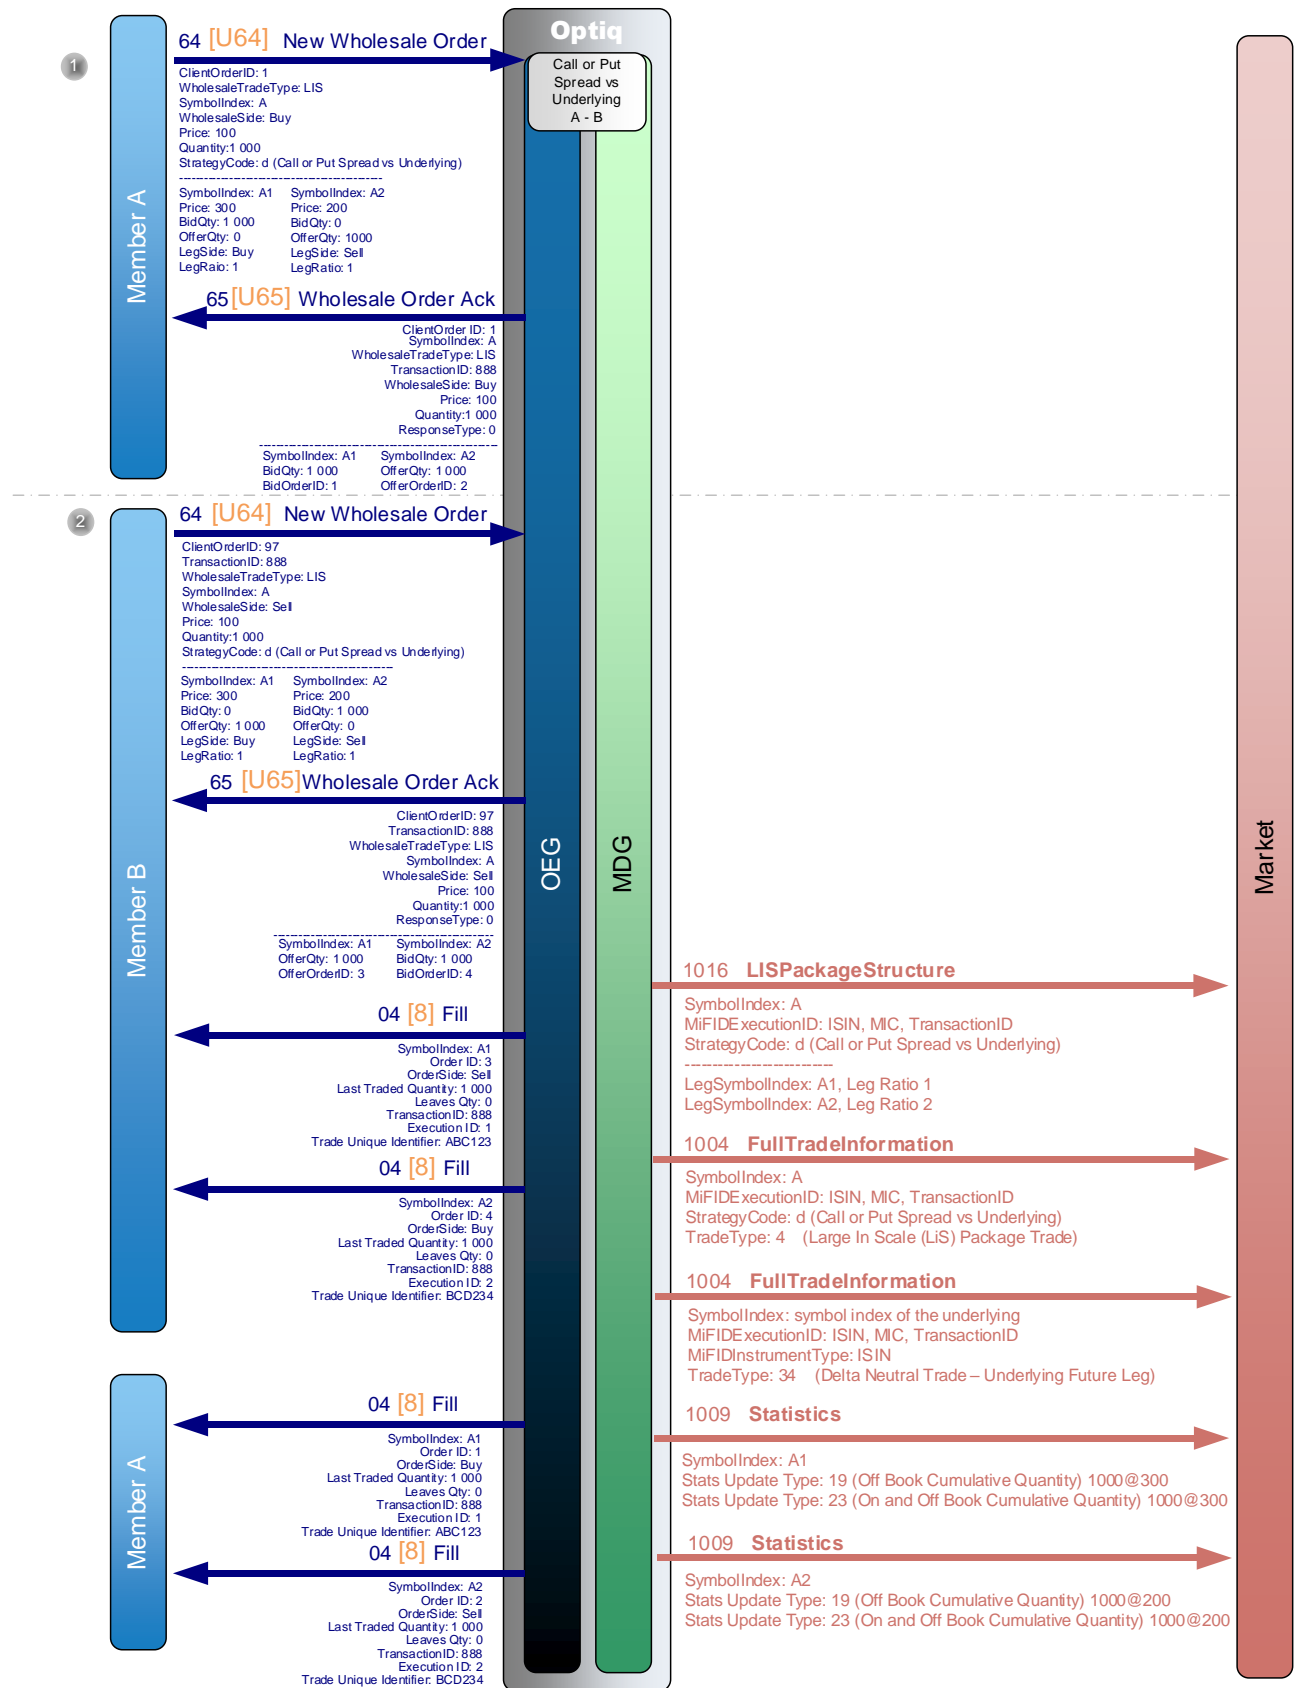 Optiq
Call or Put
Spread vs
Underlying
A - B
1
Member A
64 [U64] New Wholesale Order
ClientOrderID: 1
WholesaleTradeType: LIS
SymbolIndex: A
WholesaleSide: Buy
Price: 100
Quantity:1 000
StrategyCode: d (Call or Put Spread vs Underlying)
--------------------------------------------------
SymbolIndex: A1 SymbolIndex: A2
Price: 300 Price: 200
BidQty: 1 000 BidQty: 0
OfferQty: 0 OfferQty: 1000
LegSide: Buy LegSide: Sell
LegRaio: 1 LegRatio: 1
65 [U65] Wholesale Order Ack
ClientOrder ID: 1
SymbolIndex: A
WholesaleTradeType: LIS
TransactionID: 888
WholesaleSide: Buy
Price: 100
Quantity:1 000
ResponseType: 0
--------------------------------------------------
SymbolIndex: A1 SymbolIndex: A2
BidQty: 1 000 OfferQty: 1 000
BidOrderID: 1 OfferOrderID: 2
2
Member B
64 [U64] New Wholesale Order
ClientOrderID: 97
TransactionID: 888
WholesaleTradeType: LIS
SymbolIndex: A
WholesaleSide: Sell
Price: 100
Quantity:1 000
StrategyCode: d (Call or Put Spread vs Underlying)
--------------------------------------------------
SymbolIndex: A1 SymbolIndex: A2
Price: 300 Price: 200
BidQty: 0 BidQty: 1 000
OfferQty: 1 000 OfferQty: 0
LegSide: Buy LegSide: Sell
LegRatio: 1 LegRatio: 1
65 [U65] Wholesale Order Ack
ClientOrderID: 97
TransactionID: 888
WholesaleTradeType: LIS
SymbolIndex: A
WholesaleSide: Sell
Price: 100
Quantity:1 000
ResponseType: 0
--------------------------------------------------
SymbolIndex: A1 SymbolIndex: A2
OfferQty: 1 000 BidQty: 1 000
OfferOrderID: 3 BidOrderID: 4
04 [8] Fill
SymbolIndex: A1
Order ID: 3
OrderSide: Sell
Last Traded Quantity: 1 000
Leaves Qty: 0
TransactionID: 888
Execution ID: 1
Trade Unique Identifier: ABC123
04 [8] Fill
SymbolIndex: A2
Order ID: 4
OrderSide: Buy
Last Traded Quantity: 1 000
Leaves Qty: 0
TransactionID: 888
Execution ID: 2
Trade Unique Identifier: BCD234
Member A
04 [8] Fill
SymbolIndex: A1
Order ID: 1
OrderSide: Buy
Last Traded Quantity: 1 000
Leaves Qty: 0
TransactionID: 888
Execution ID: 1
Trade Unique Identifier: ABC123
04 [8] Fill
SymbolIndex: A2
Order ID: 2
OrderSide: Sell
Last Traded Quantity: 1 000
Leaves Qty: 0
TransactionID: 888
Execution ID: 2
Trade Unique Identifier: BCD234
OEG
MDG
1016 LISPackageStructure
SymbolIndex: A
MiFIDExecutionID: ISIN, MIC, TransactionID
StrategyCode: d (Call or Put Spread vs Underlying)
---------------------------
LegSymbolIndex: A1, Leg Ratio 1
LegSymbolIndex: A2, Leg Ratio 2
1004 FullTradeInformation
SymbolIndex: A
MiFIDExecutionID: ISIN, MIC, TransactionID
StrategyCode: d (Call or Put Spread vs Underlying)
TradeType: 4 (Large In Scale (LiS) Package Trade)
1004 FullTradeInformation
SymbolIndex: symbol index of the underlying
MiFIDExecutionID: ISIN, MIC, TransactionID
MiFIDInstrumentType: ISIN
TradeType: 34 (Delta Neutral Trade – Underlying Future Leg)
1009 Statistics
SymbolIndex: A1
Stats Update Type: 19 (Off Book Cumulative Quantity) 1000@300
Stats Update Type: 23 (On and Off Book Cumulative Quantity) 1000@300
1009 Statistics
SymbolIndex: A2
Stats Update Type: 19 (Off Book Cumulative Quantity) 1000@200
Stats Update Type: 23 (On and Off Book Cumulative Quantity) 1000@200
Market